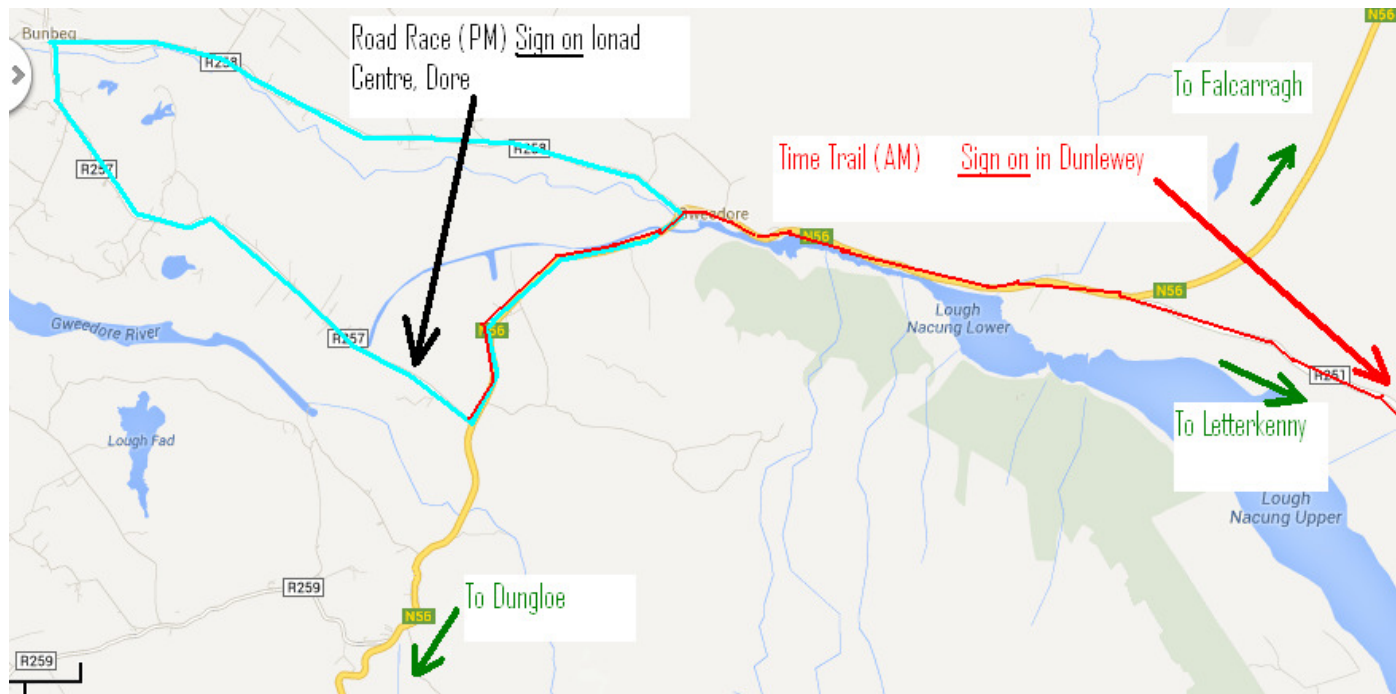 N56
Bunbeg
Road Race (PM) Sign on Ionad
Centre, Dore
R258
To Falcarragh
R258
Time Trail (AM) Sign on in Dunlewey
R257
Gweedore
N56
N56
Gweedore River
R257
N56
Lough
Nacung Lower
R251
To Letterkenny
Lough Fad
Lough
Nacung Upper
R259
To Dungloe
N56
R259